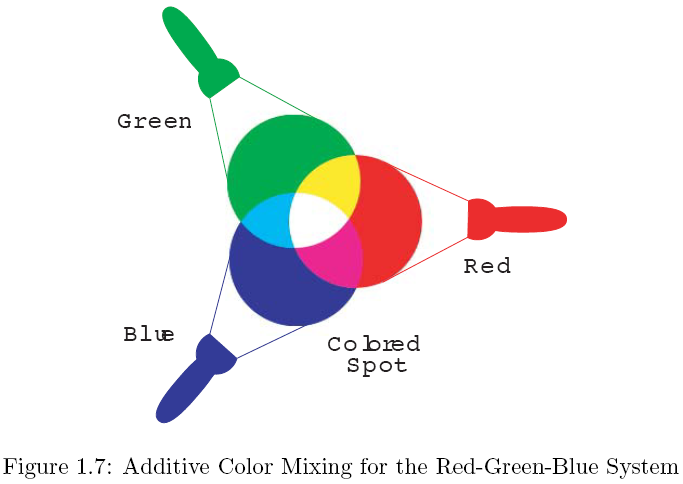 Green
Red
Blue
Colored
Spot
Figure 1.7: Additive Color Mixing for the Red-Green-Blue System